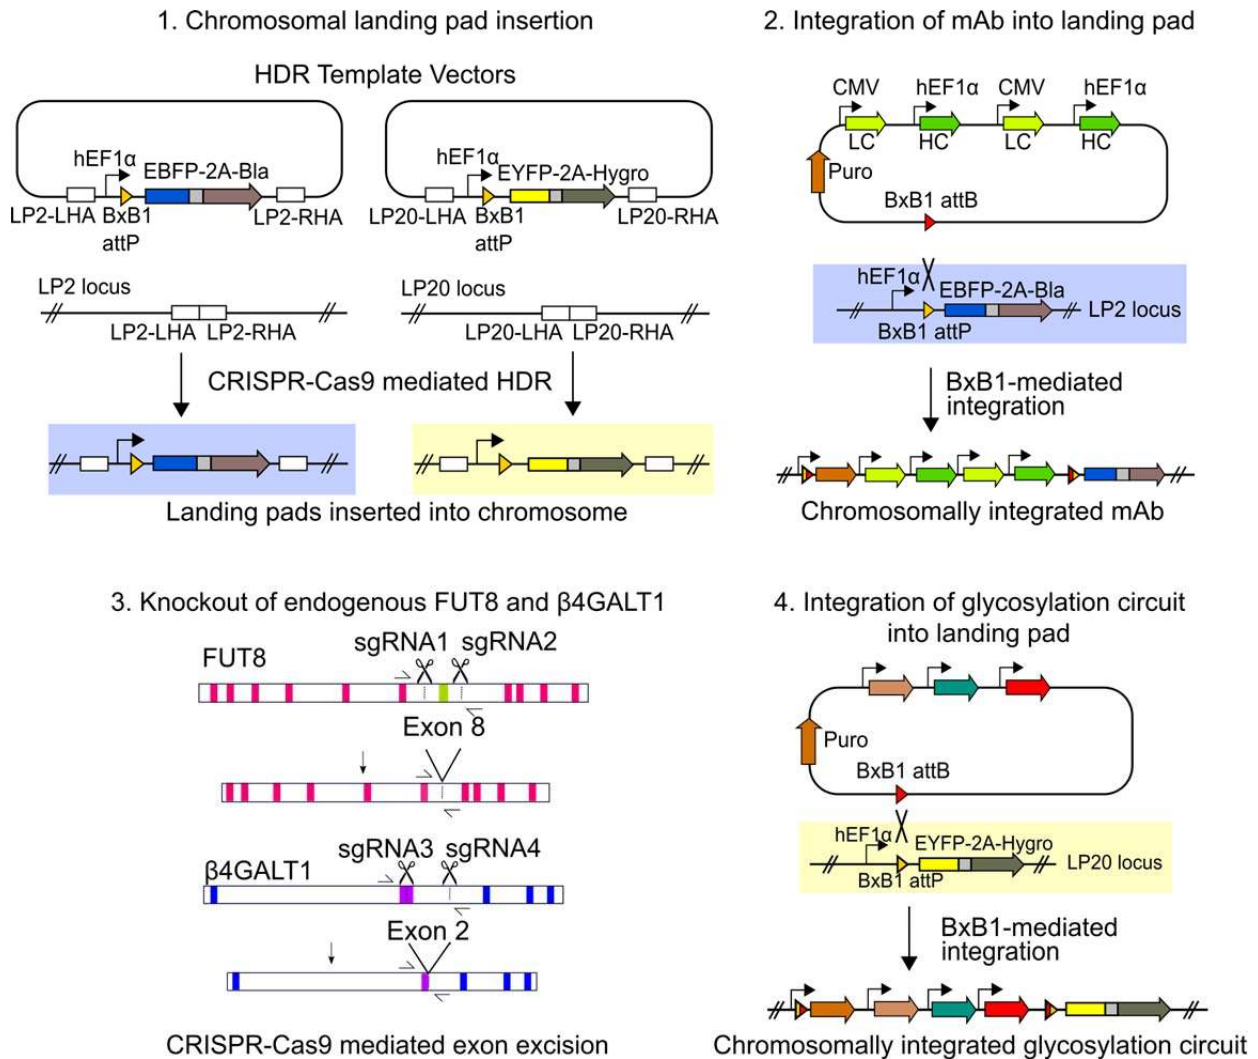 1. Chromosomal landing pad insertion
HDR Template Vectors
hEF1α
EBFP-2A-Bla
LP2-LHA
BxB1
attP
LP2-RHA
hEF1α
EYFP-2A-Hygro
LP20-LHA
BxB1
attP
LP20-RHA
LP2 locus
LP2-LHA LP2-RHA
LP20 locus
LP20-LHA LP20-RHA
CRISPR-Cas9 mediated HDR
Landing pads inserted into chromosome
2. Integration of mAb into landing pad
CMV hEF1α CMV hEF1α
LC HC LC HC
Puro
BxB1 attB
hEF1α
EBFP-2A-Bla
LP2 locus
BxB1 attP
BxB1-mediated
integration
Chromosomally integrated mAb
3. Knockout of endogenous FUT8 and β4GALT1
sgRNA1 sgRNA2
FUT8
Exon 8
sgRNA3 sgRNA4
β4GALT1
Exon 2
CRISPR-Cas9 mediated exon excision
4. Integration of glycosylation circuit
into landing pad
Puro
BxB1 attB
hEF1α
EYFP-2A-Hygro
LP20 locus
BxB1 attP
BxB1-mediated
integration
Chromosomally integrated glycosylation circuit